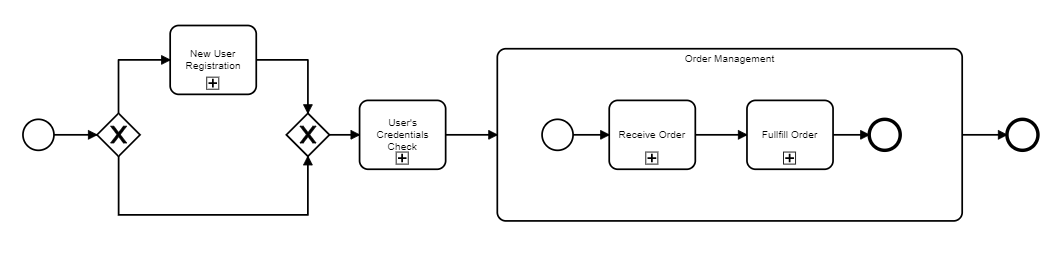 New User
Registration
User's
Credentials
Check
Order Management
Receive Order
Fullfill Order